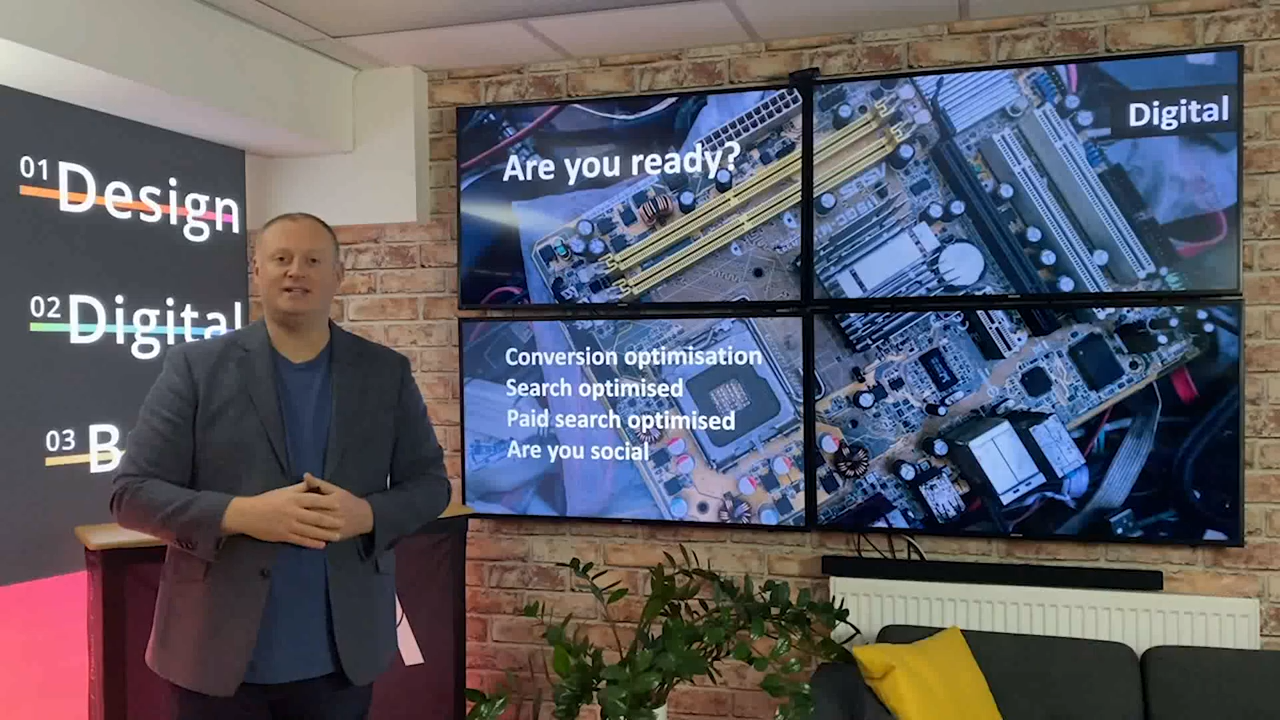 01 Design
02 Digital
03 B
Are you ready?
Digital
Conversion optimisation
Search optimised
Paid search optimised
Are you social